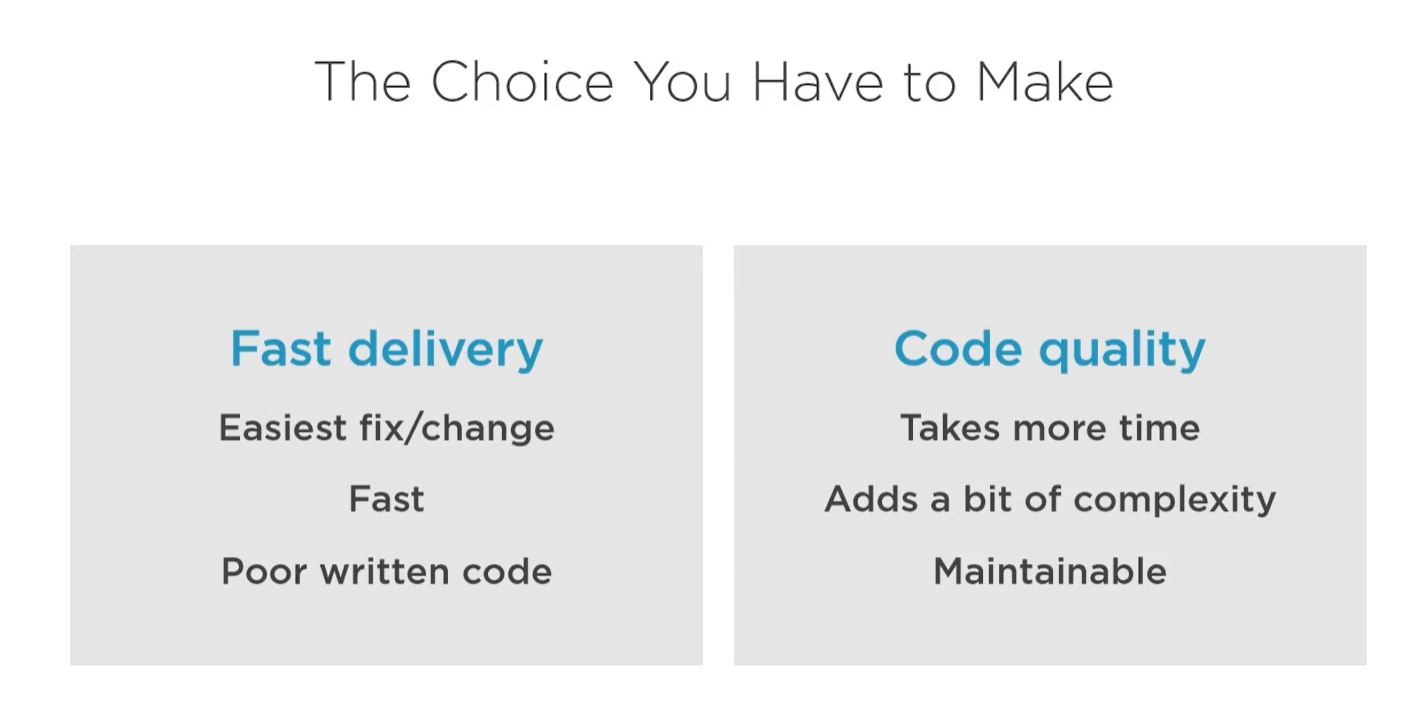 The Choice You Have to Make
Fast delivery
Easiest fix/change
Fast
Poor written code
Code quality
Takes more time
Adds a bit of complexity
Maintainable